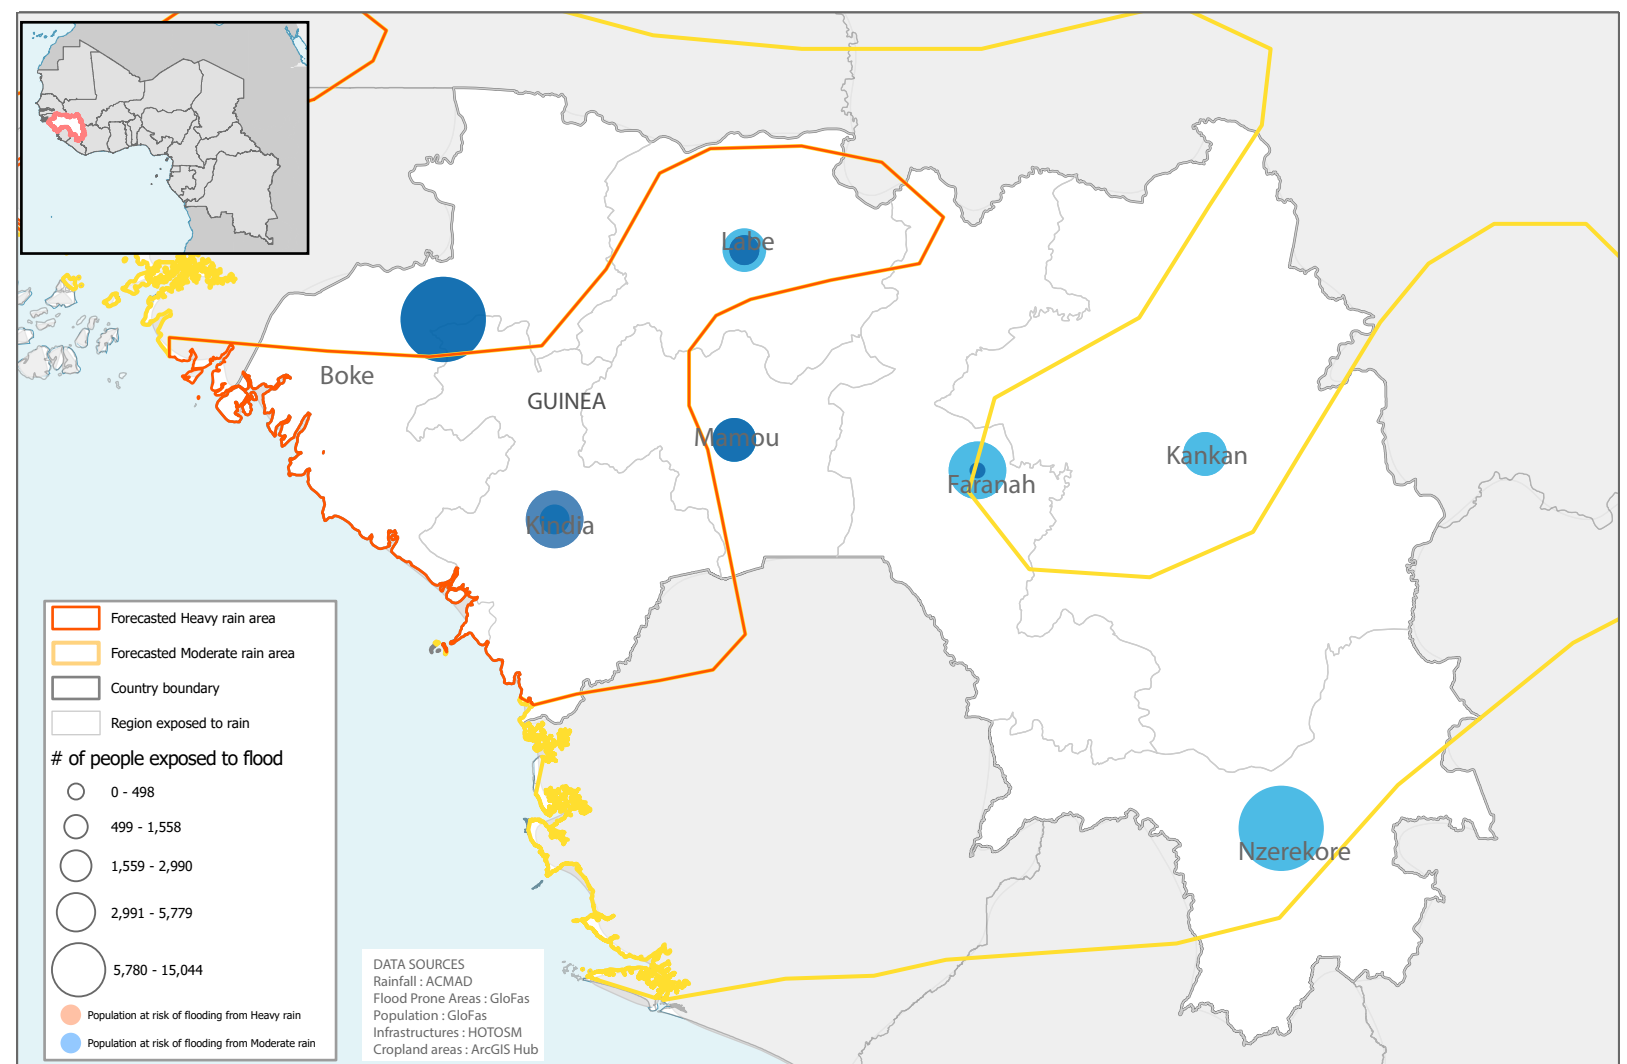 Labe
Boke
GUINEA
Mamou
Kankan
Faranah
Kindia
Nzerekore
Forecasted Heavy rain area
Forecasted Moderate rain area
Country boundary
Region exposed to rain
# of people exposed to flood
0 - 498
499 - 1,558
1,559 - 2,990
2,991 - 5,779
5,780 - 15,044
Population at risk of flooding from Heavy rain
Population at risk of flooding from Moderate rain
DATA SOURCES
Rainfall : ACMAD
Flood Prone Areas : GloFas
Population : GloFas
Infrastructures : HOTOSM
Cropland areas : ArcGIS Hub